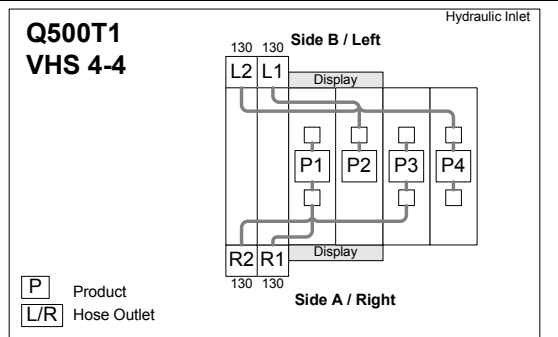 Hydraulic Inlet
Q500T1
VHS 4-4
Side B / Left
130 130
L2 L1
Display
P1 P2 P3 P4
R2 R1
Display
130 130
Side A / Right
P Product
L/R Hose Outlet